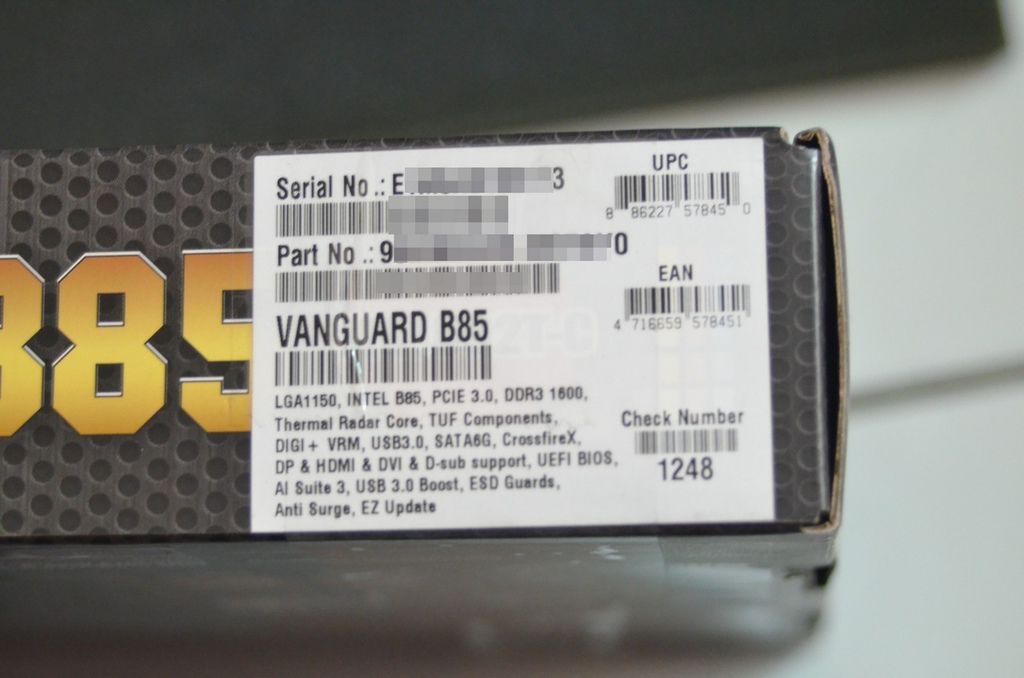 B85
Serial No.: E 3
Part No.: 9 0
VANGUARD B85
LGA1150, INTEL B85, PCIE 3.0, DDR3 1600,
Thermal Radar Core, TUF Components,
DIGI+ VRM, USB3.0, SATA6G, CrossfireX,
DP & HDMI & DVI & D-sub support, UEFI BIOS,
AI Suite 3, USB 3.0 Boost, ESD Guards,
Anti Surge, EZ Update
UPC
8 86227 57845 0
EAN
4 716659 578451
Check Number
1248